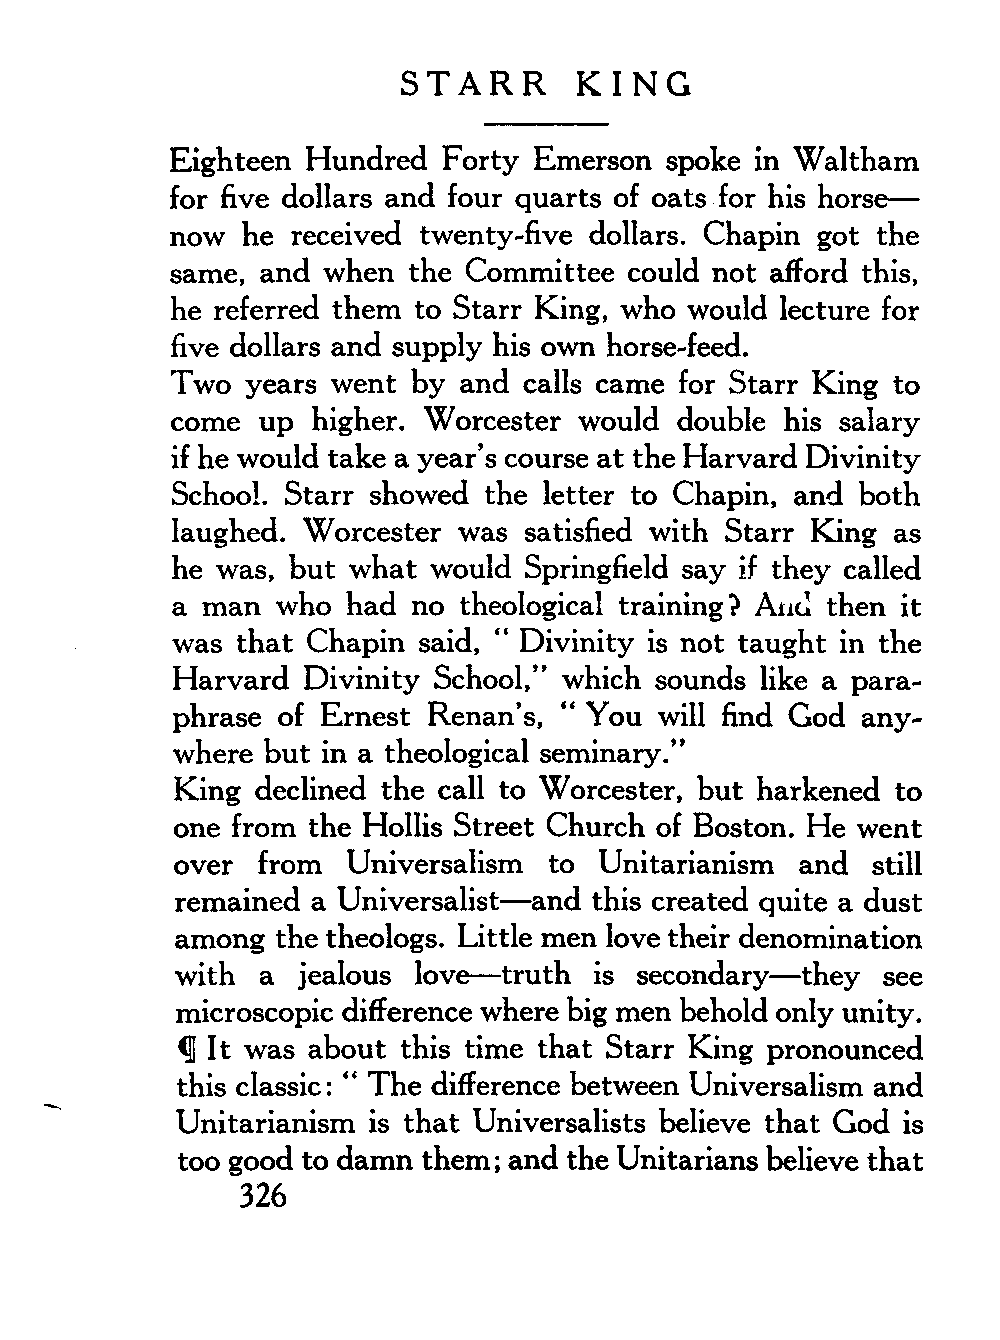 STARR KING
Eighteen Hundred Forty Emerson spoke in Waltham
for five dollars and four quarts of oats for his horse—
now he received twenty-five dollars. Chapin got the
same, and when the Committee could not afford this,
he referred them to Starr King, who would lecture for
five dollars and supply his own horse-feed.
Two years went by and calls came for Starr King to
come up higher. Worcester would double his salary
if he would take a year's course at the Harvard Divinity
School. Starr showed the letter to Chapin, and both
laughed. Worcester was satisfied with Starr King as
he was, but what would Springfield say if they called
a man who had no theological training? And then it
was that Chapin said, “ Divinity is not taught in the
Harvard Divinity School,” which sounds like a para-
phrase of Ernest Renan's, “ You will find God any-
where but in a theological seminary.”
King declined the call to Worcester, but harkened to
one from the Hollis Street Church of Boston. He went
over from Universalism to Unitarianism and still
remained a Universalist—and this created quite a dust
among the theologs. Little men love their denomination
with a jealous love—truth is secondary—they see
microscopic difference where big men behold only unity.
¶ It was about this time that Starr King pronounced
this classic: “ The difference between Universalism and
Unitarianism is that Universalists believe that God is
too good to damn them; and the Unitarians believe that
326